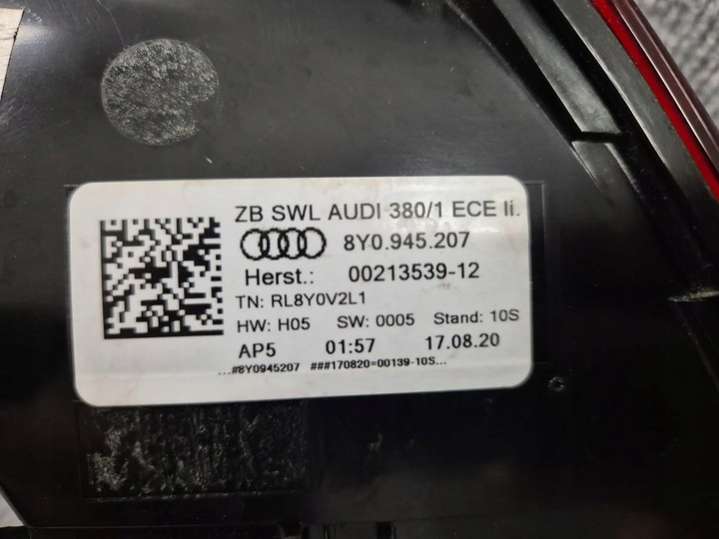 ZB SWL AUDI 380/1 ECE li.
8Y0.945.207
Herst.: 00213539-12
TN: RL8Y0V2L1
HW: H05 SW: 0005 Stand: 10S
AP5 01:57 17.08.20
...#8Y0945207 ###170820=00139-10S...